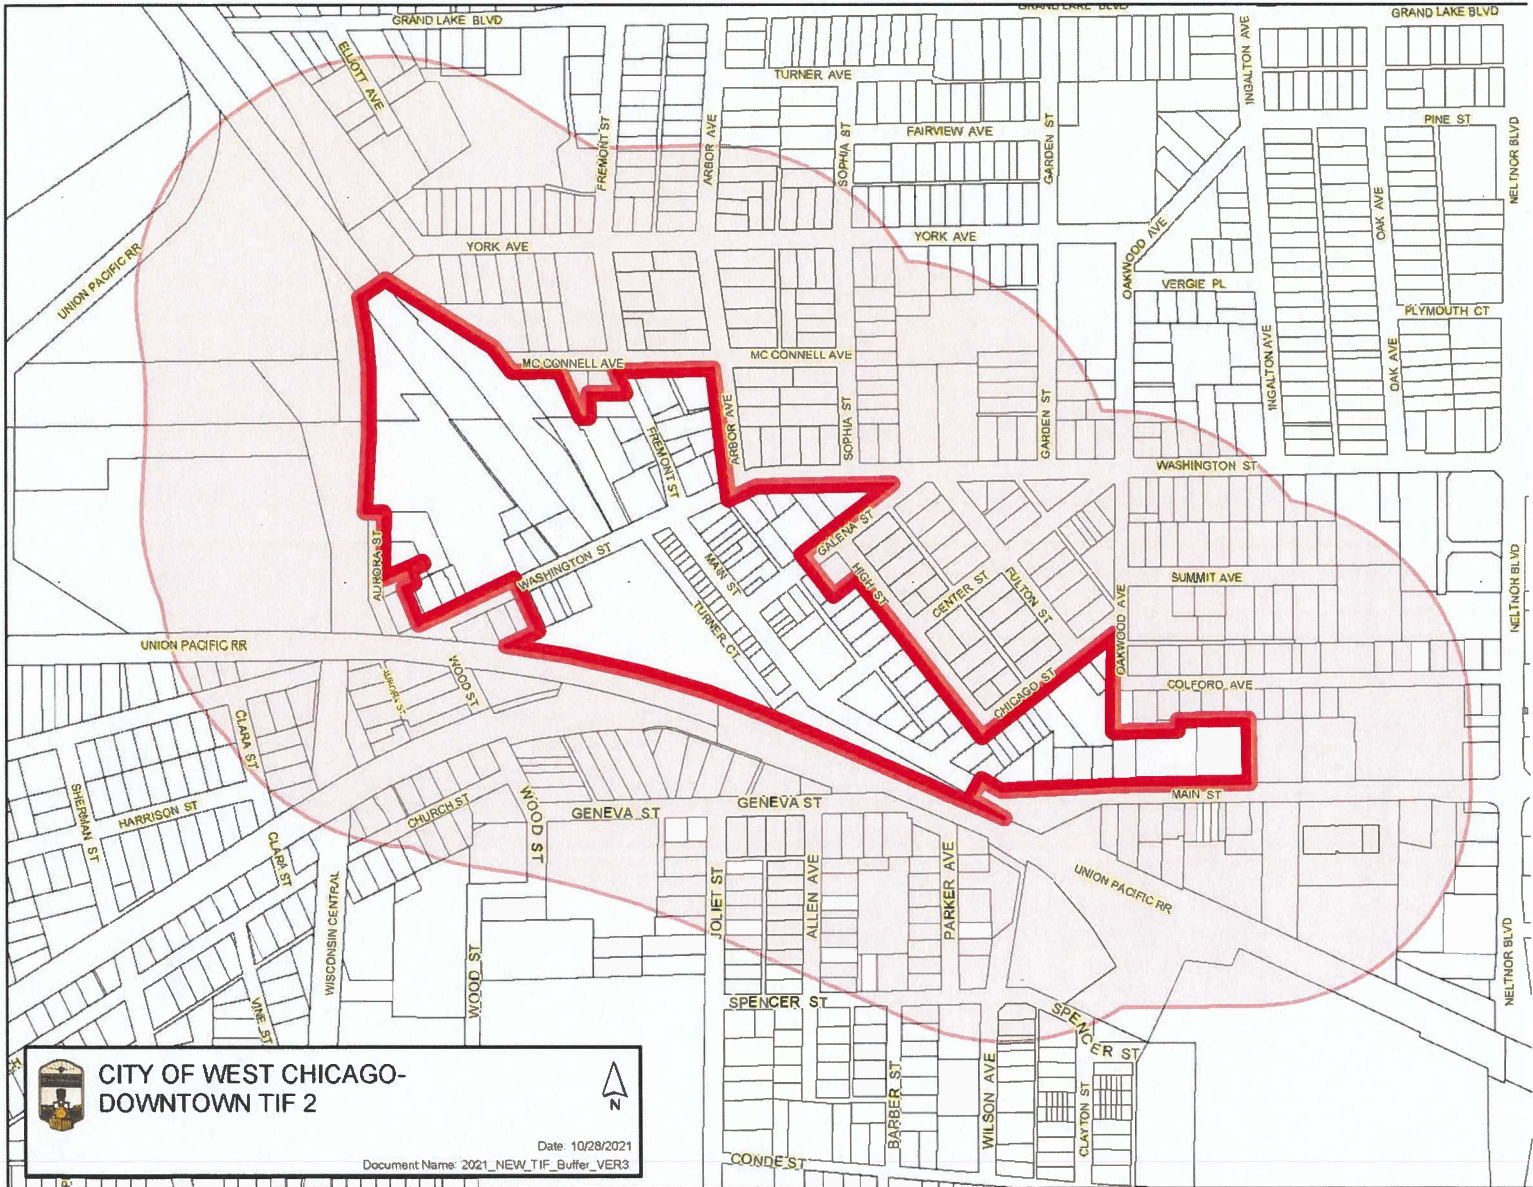 GRAND LAKE BLVD
GRAND LAKE BLVD
GRAND LAKE BLVD
ELLIOTT AVE
INGALTON AVE
TURNER AVE
FREMONT ST
ARBOR AVE
SOPHIA ST
FAIRVIEW AVE
GARDEN ST
PINE ST
NELTNOR BLVD
OAK AVE
YORK AVE
YORK AVE
OAKWOOD AVE
UNION PACIFIC RR
VERGIE PL
PLYMOUTH CT
MC CONNELL AVE
MC CONNELL AVE
INGALTON AVE
OAK AVE
ARBOR AVE
SOPHIA ST
GARDEN ST
FREMONT ST
WASHINGTON ST
GALENA ST
AURORA ST
WASHINGTON ST
MAIN ST
HIGH ST
CENTER ST
FULTON ST
SUMMIT AVE
NELTNOR BLVD
TURNER CT
OAKWOOD AVE
UNION PACIFIC RR
AURORA ST
WOOD ST
CHICAGO ST
COLFORD AVE
CLARA ST
SHERMAN ST
HARRISON ST
CHURCH ST
WOOD ST
GENEVA ST
GENEVA ST
MAIN ST
CLARA ST
WISCONSIN CENTRAL
JOLIET ST
ALLEN AVE
PARKER AVE
UNION PACIFIC RR
WOOD ST
NELTNOR BLVD
VINE ST
SPENCER ST
SPENCER ST
BARBER ST
WILSON AVE
CLAYTON ST
CONDE ST
CITY OF WEST CHICAGO-
DOWNTOWN TIF 2
N
Date: 10/28/2021
Document Name: 2021_NEW_TIF_Buffer_VER3